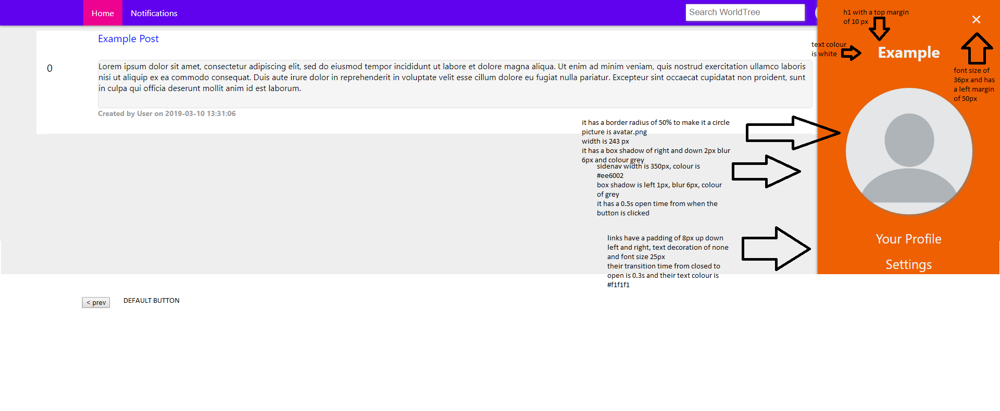 Home Notifications Search WorldTree
h1 with a top margin
of 10 px
×
Example Post
text colour
is white
Example
0
Lorem ipsum dolor sit amet, consectetur adipiscing elit, sed do eiusmod tempor incididunt ut labore et dolore magna aliqua. Ut enim ad minim veniam, quis nostrud exercitation ullamco laboris
nisi ut aliquip ex ea commodo consequat. Duis aute irure dolor in reprehenderit in voluptate velit esse cillum dolore eu fugiat nulla pariatur. Excepteur sint occaecat cupidatat non proident, sunt
in culpa qui officia deserunt mollit anim id est laborum.
Created by User on 2019-03-10 13:31:06
font size of
36px and has
a left margin
of 50px
it has a border radius of 50% to make it a circle
picture is avatar.png
width is 243 px
it has a box shadow of right and down 2px blur
6px and colour grey
sidenav width is 350px, colour is
#ee6002
box shadow is left 1px, blur 6px, colour
of grey
it has a 0.5s open time from when the
button is clicked
links have a padding of 8px up down
left and right, text decoration of none
and font size 25px
their transition time from closed to
open is 0.3s and their text colour is
#f1f1f1
Your Profile
Settings
< prev
DEFAULT BUTTON